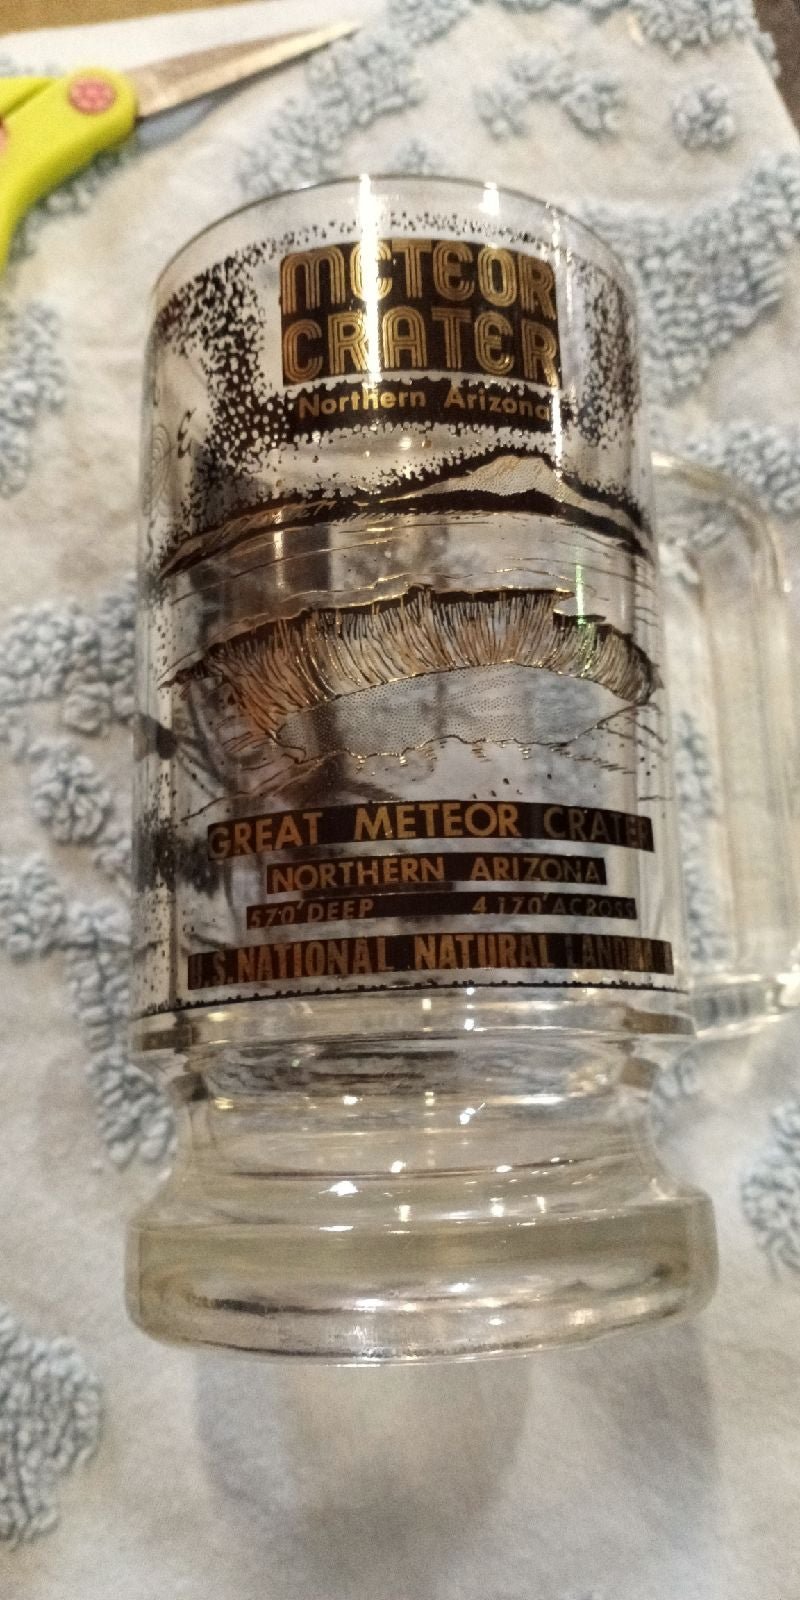 METEOR
CRATER
Northern Arizona
GREAT METEOR CRATER
NORTHERN ARIZONA
570' DEEP 4,170' ACROSS
U.S. NATIONAL NATURAL